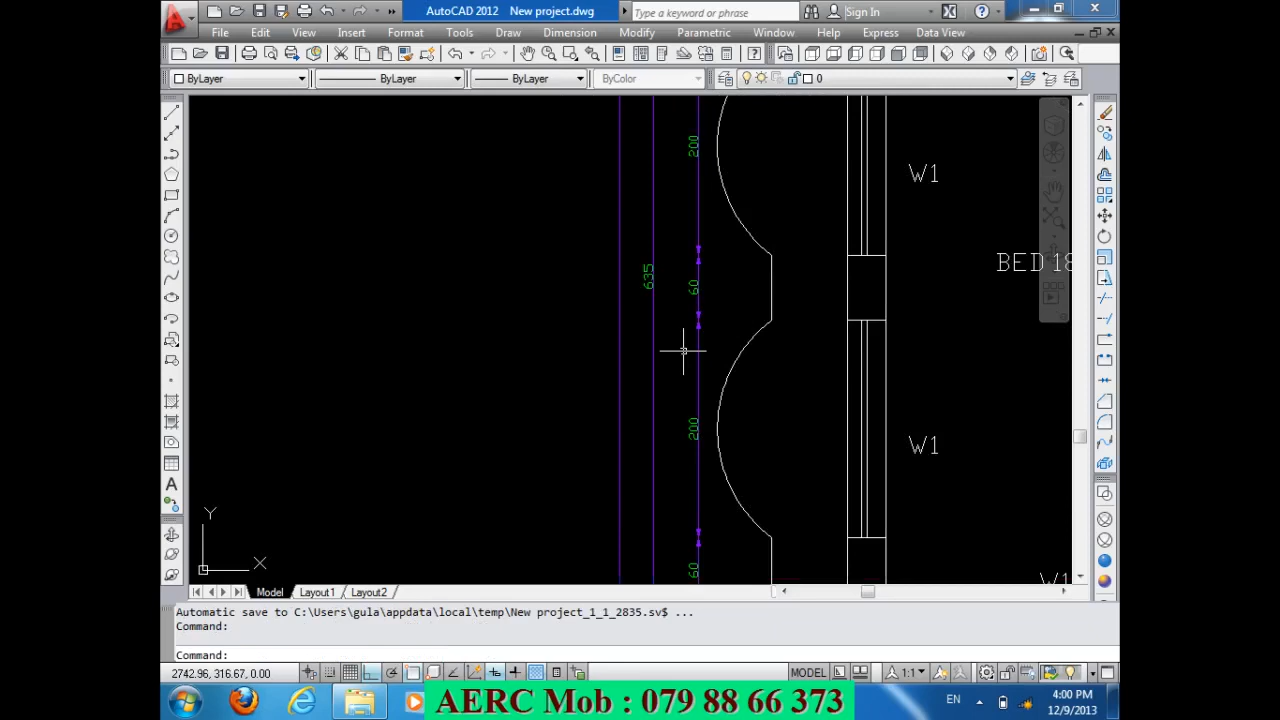 AutoCAD 2012 New project.dwg
Type a keyword or phrase
Sign In
File Edit View Insert Format Tools Draw Dimension Modify Parametric Window Help Express Data View
ByLayer
ByLayer
ByLayer
ByColor
0
200
W1
635
60
BED 18
200
W1
60
W1
Y
X
A
Model Layout1 Layout2
Automatic save to C:\Users\gula\appdata\local\temp\New project_1_1_2835.sv$ ...
Command:
Command:
2742.96, 316.67, 0.00
MODEL
1:1
AERC Mob : 079 88 66 373
EN
4:00 PM
12/9/2013